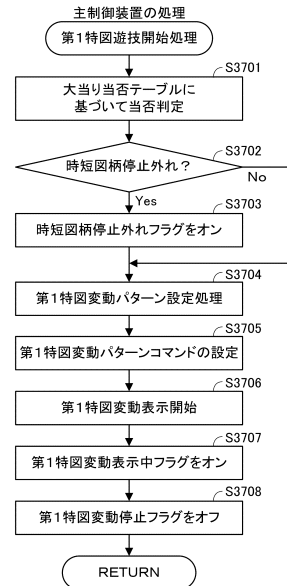 主制御装置の処理
第1特図遊技開始処理
S3701
大当り当否テーブルに
基づいて当否判定
S3702
時短図柄停止外れ?
No
Yes
S3703
時短図柄停止外れフラグをオン
S3704
第1特図変動パターン設定処理
S3705
第1特図変動パターンコマンドの設定
S3706
第1特図変動表示開始
S3707
第1特図変動表示中フラグをオン
S3708
第1特図変動停止フラグをオフ
RETURN